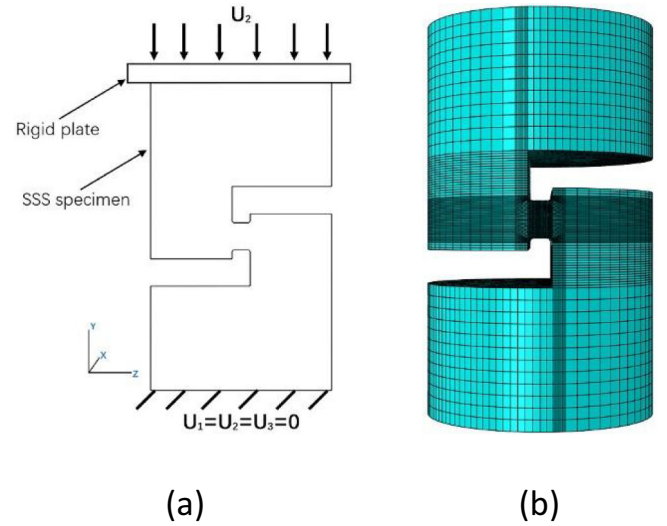 U₂
Rigid plate
SSS specimen
Y
X
Z
U₁=U₂=U₃=0
(a)
(b)